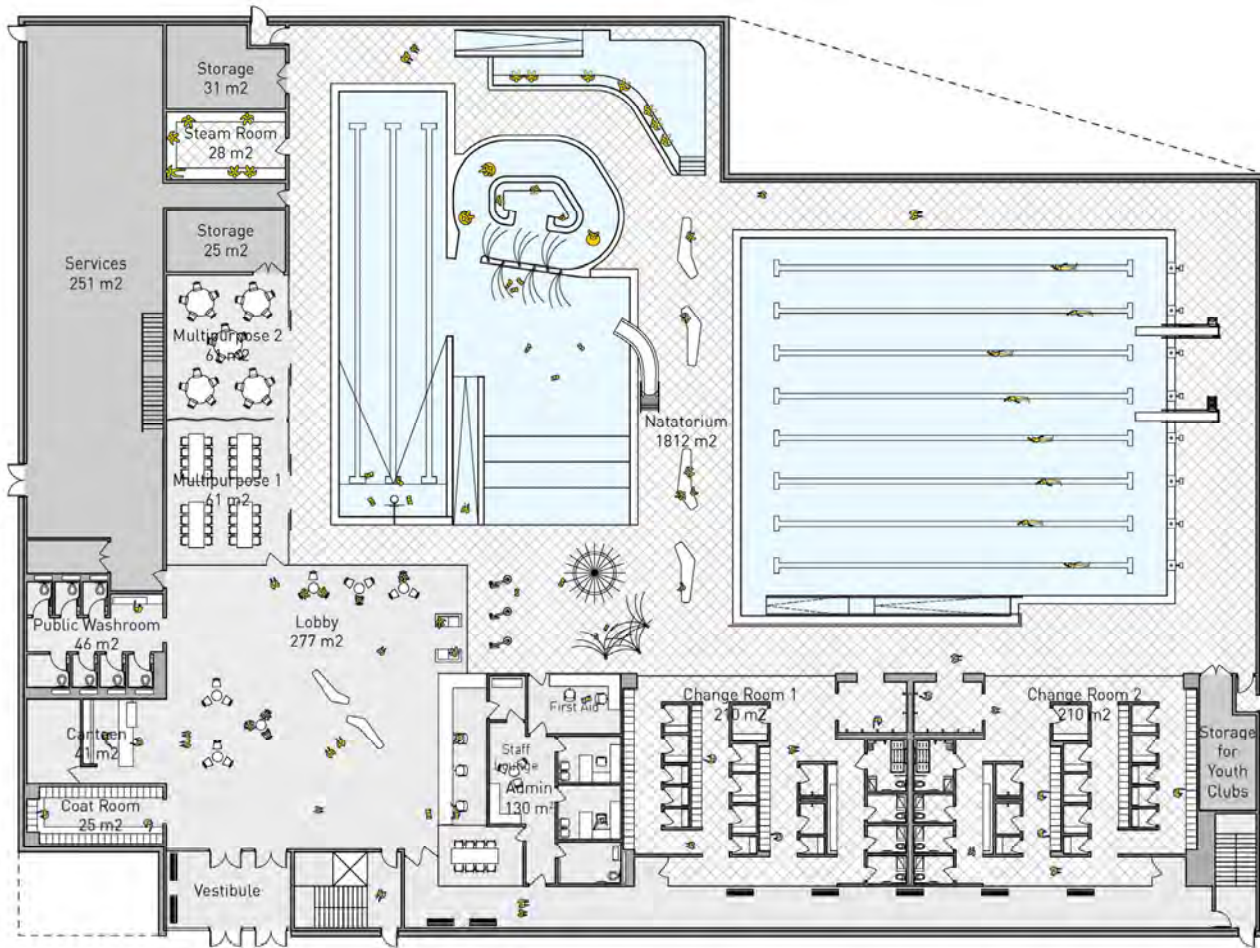 Storage
31 m2
Steam Room
28 m2
Storage
25 m2
Services
251 m2
Multipurpose 2
61 m2
Multipurpose 1
61 m2
Natatorium
1812 m2
Lobby
277 m2
Public Washroom
46 m2
Canteen
41 m2
Coat Room
25 m2
Vestibule
First Aid
Staff
Lounge
Admin
130 m²
Change Room 1
210 m2
Change Room 2
210 m2
Storage
for
Youth
Clubs